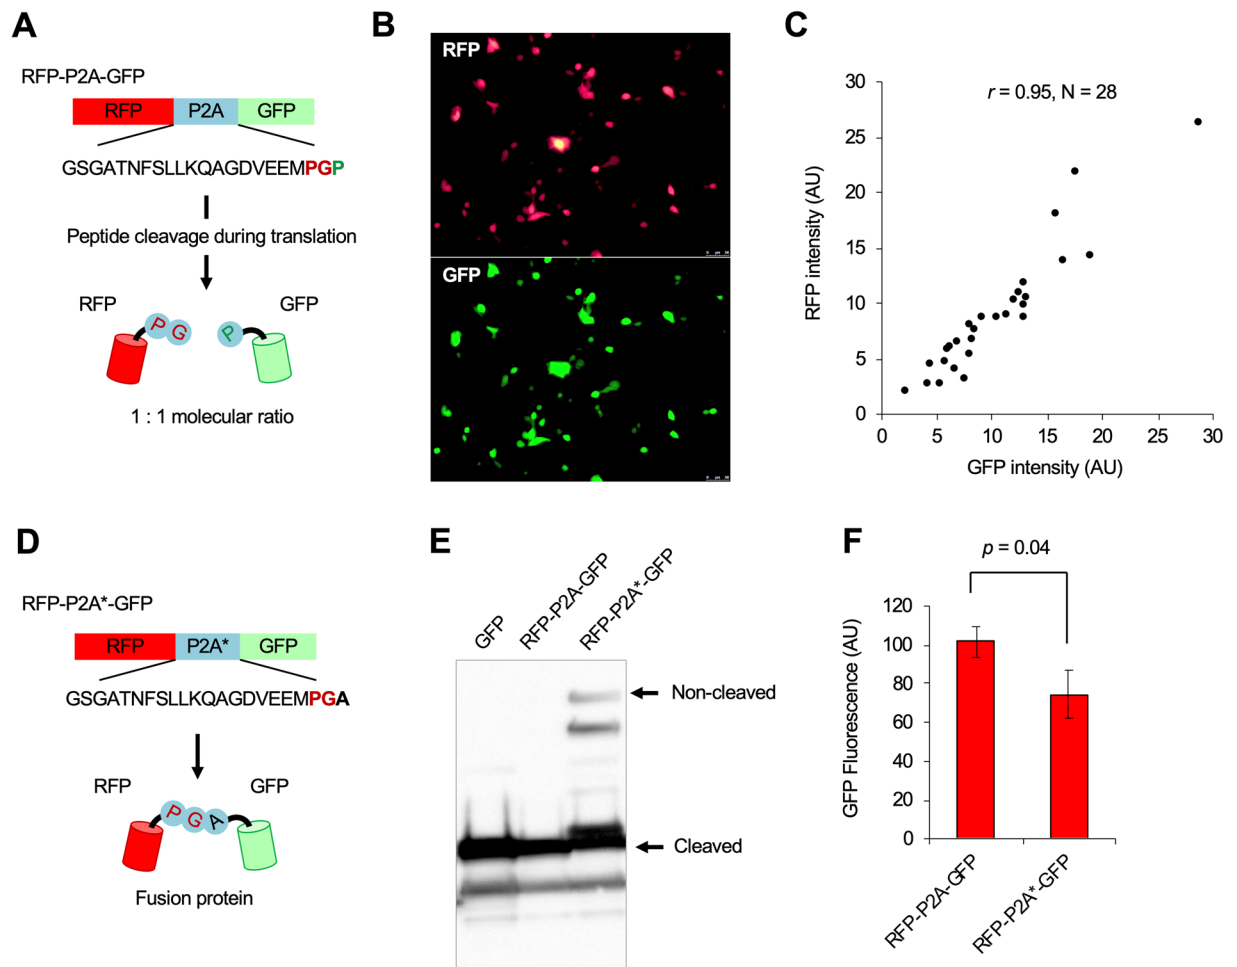 A
RFP-P2A-GFP
RFP P2A GFP
GSGATNFSLLKQAGDVEEMPGP
Peptide cleavage during translation
RFP GFP
P G P
1 : 1 molecular ratio
B
RFP
GFP
C
r = 0.95, N = 28
RFP intensity (AU)
30
25
20
15
10
5
0
0 5 10 15 20 25 30
GFP intensity (AU)
D
RFP-P2A*-GFP
RFP P2A* GFP
GSGATNFSLLKQAGDVEEMPGA
RFP GFP
P G A
Fusion protein
E
GFP
RFP-P2A-GFP
RFP-P2A*-GFP
Non-cleaved
Cleaved
F
p = 0.04
GFP Fluorescence (AU)
120
100
80
60
40
20
0
RFP-P2A-GFP
RFP-P2A*-GFP